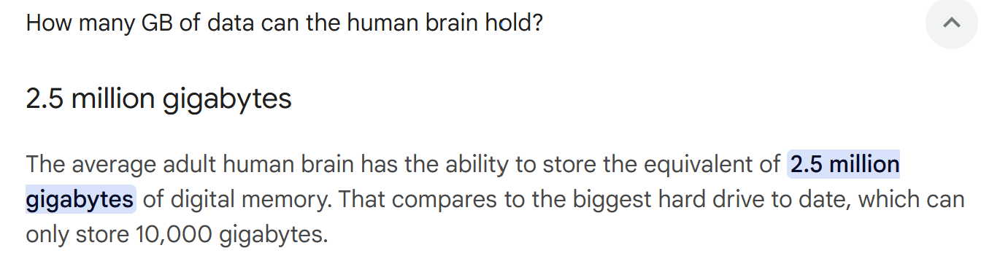 How many GB of data can the human brain hold?
2.5 million gigabytes
The average adult human brain has the ability to store the equivalent of 2.5 million
gigabytes of digital memory. That compares to the biggest hard drive to date, which can
only store 10,000 gigabytes.